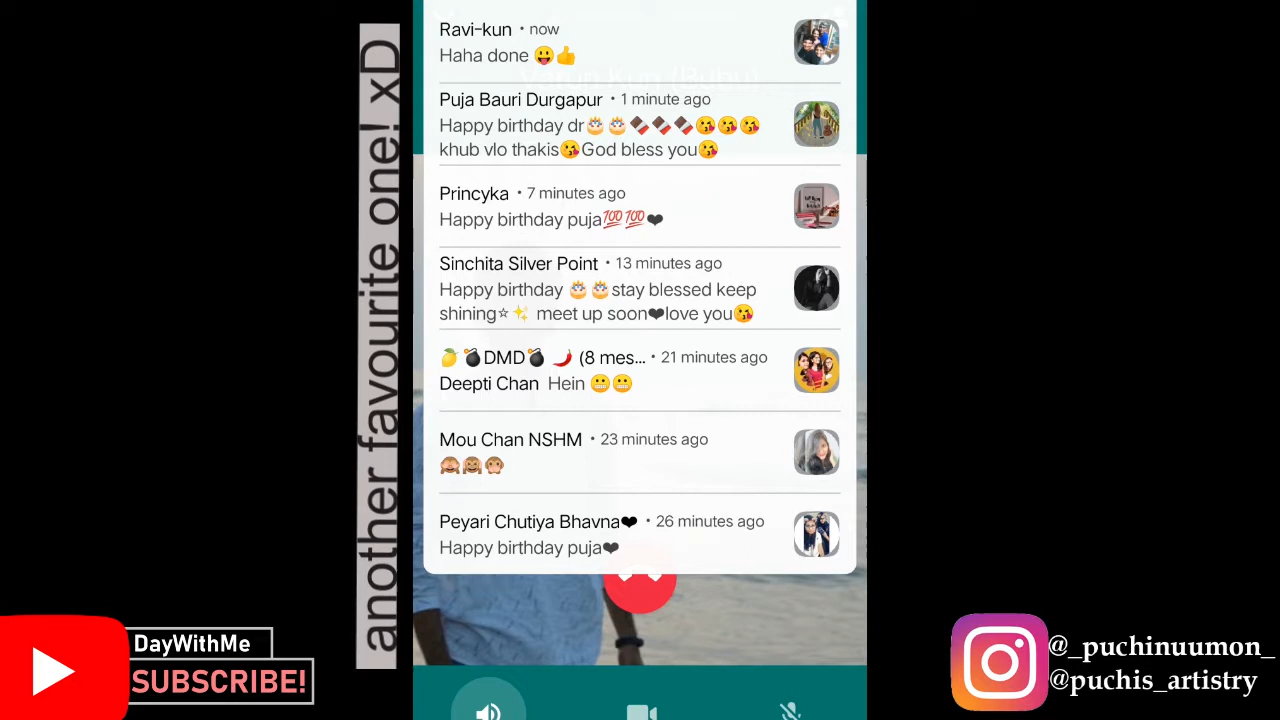 another favourite one! xD
Ravi-kun • now
Haha done 😛👍
Varun Kun (Bubu)
Puja Bauri Durgapur • 1 minute ago
Happy birthday dr🎂🎂🍫🍫🍫😘😘😘
khub vlo thakis😘God bless you😘
Princyka • 7 minutes ago
Happy birthday puja💯💯❤
Sinchita Silver Point • 13 minutes ago
Happy birthday 🎂🎂stay blessed keep
shining⭐✨ meet up soon❤love you😘
🍋💣DMD💣🌶️ (8 mes... • 21 minutes ago
Deepti Chan Hein 😬😬
Mou Chan NSHM • 23 minutes ago
🙈🙈🙊
Peyari Chutiya Bhavna❤ • 26 minutes ago
Happy birthday puja❤
DayWithMe
SUBSCRIBE!
@_puchinuumon_
@puchis_artistry